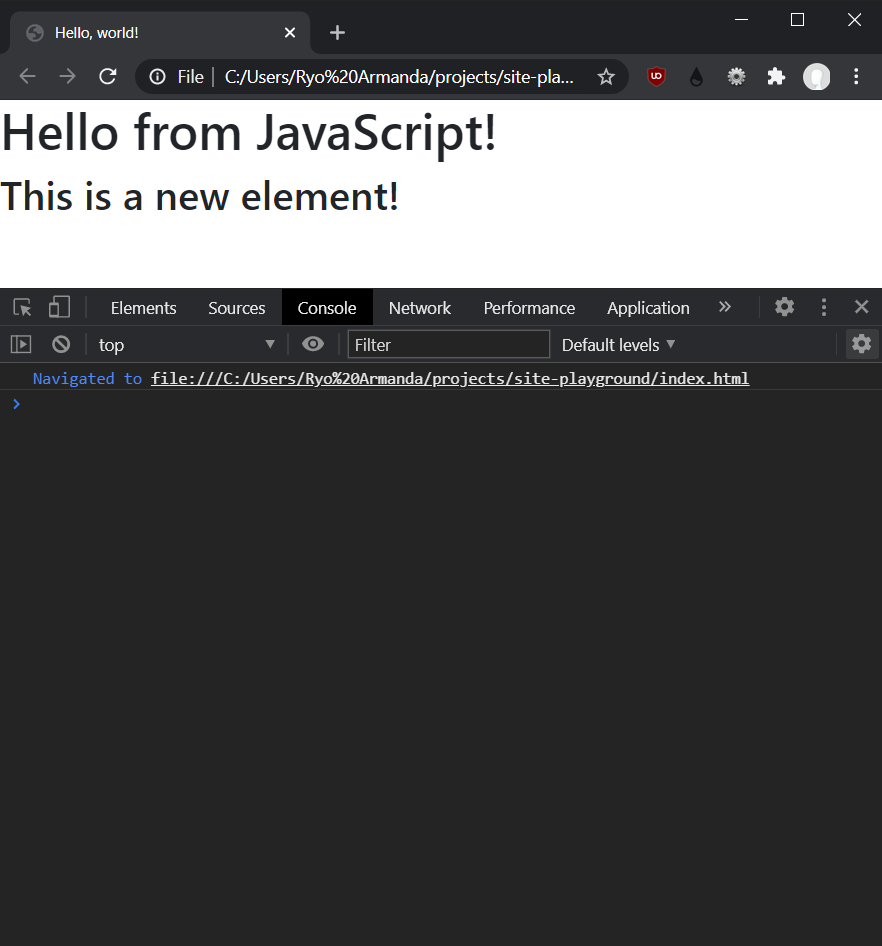 Hello, world!
File C:/Users/Ryo%20Armanda/projects/site-pla...
Hello from JavaScript!
This is a new element!
Elements Sources Console Network Performance Application »
top Filter Default levels
Navigated to file:///C:/Users/Ryo%20Armanda/projects/site-playground/index.html